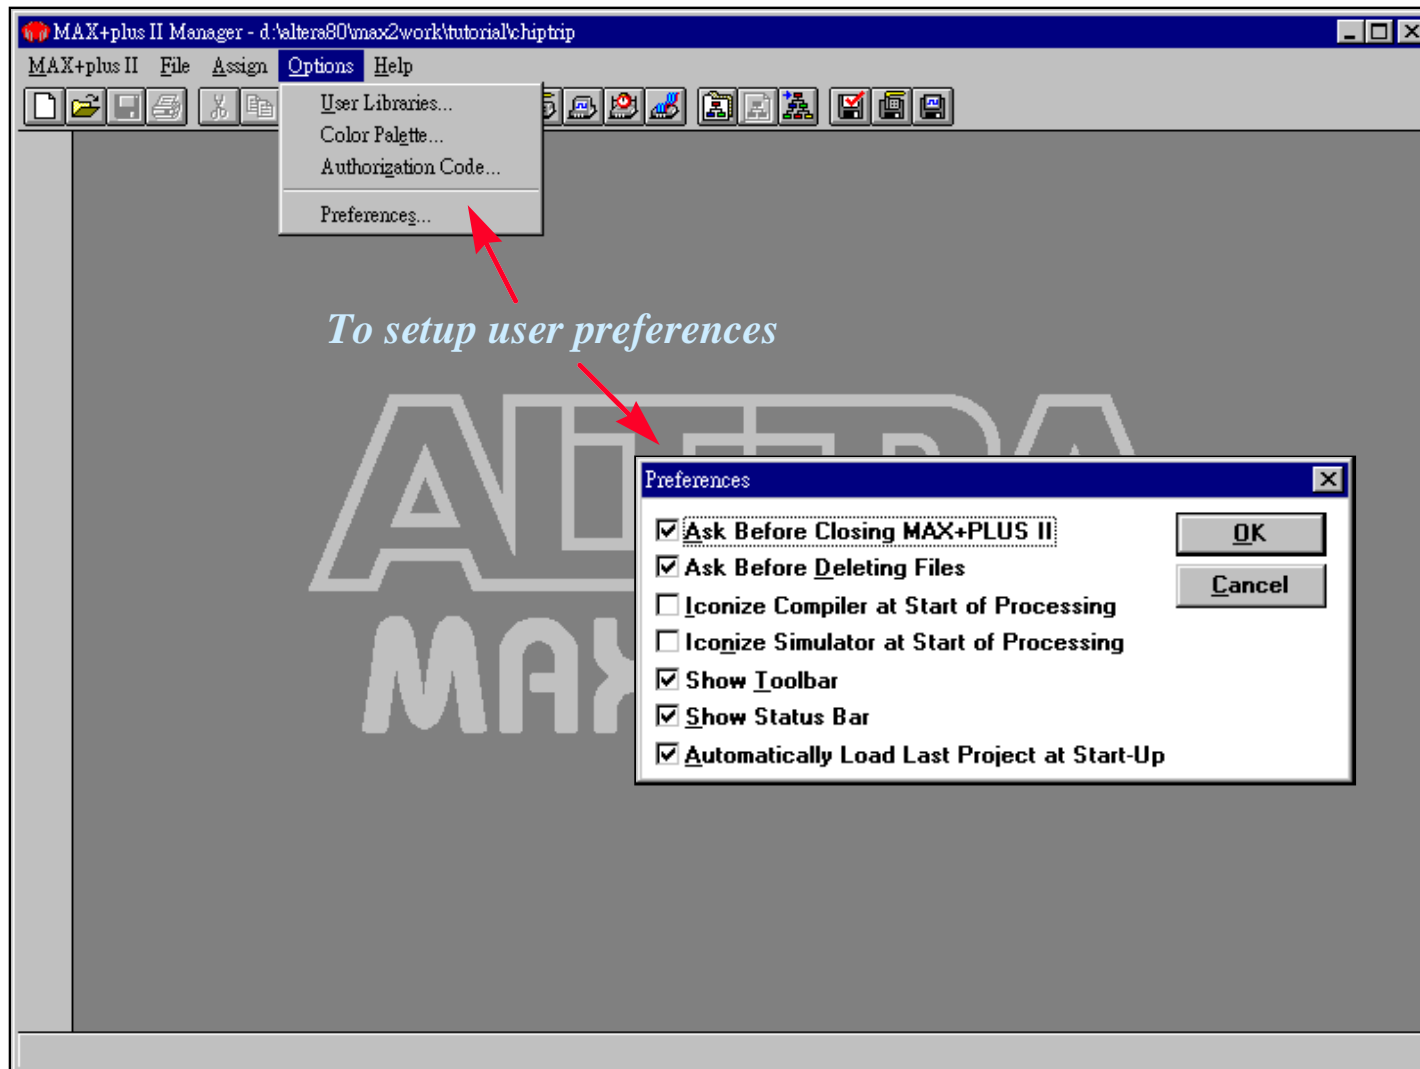 MAX+plus II Manager - d:\altera80\max2work\tutorial\chiptrip
MAX+plus II File Assign Options Help
User Libraries...
Color Palette...
Authorization Code...
Preferences...
To setup user preferences
ALTERA
Preferences
Ask Before Closing MAX+PLUS II
OK
Ask Before Deleting Files
Cancel
Iconize Compiler at Start of Processing
Iconize Simulator at Start of Processing
Show Toolbar
Show Status Bar
Automatically Load Last Project at Start-Up
MAX